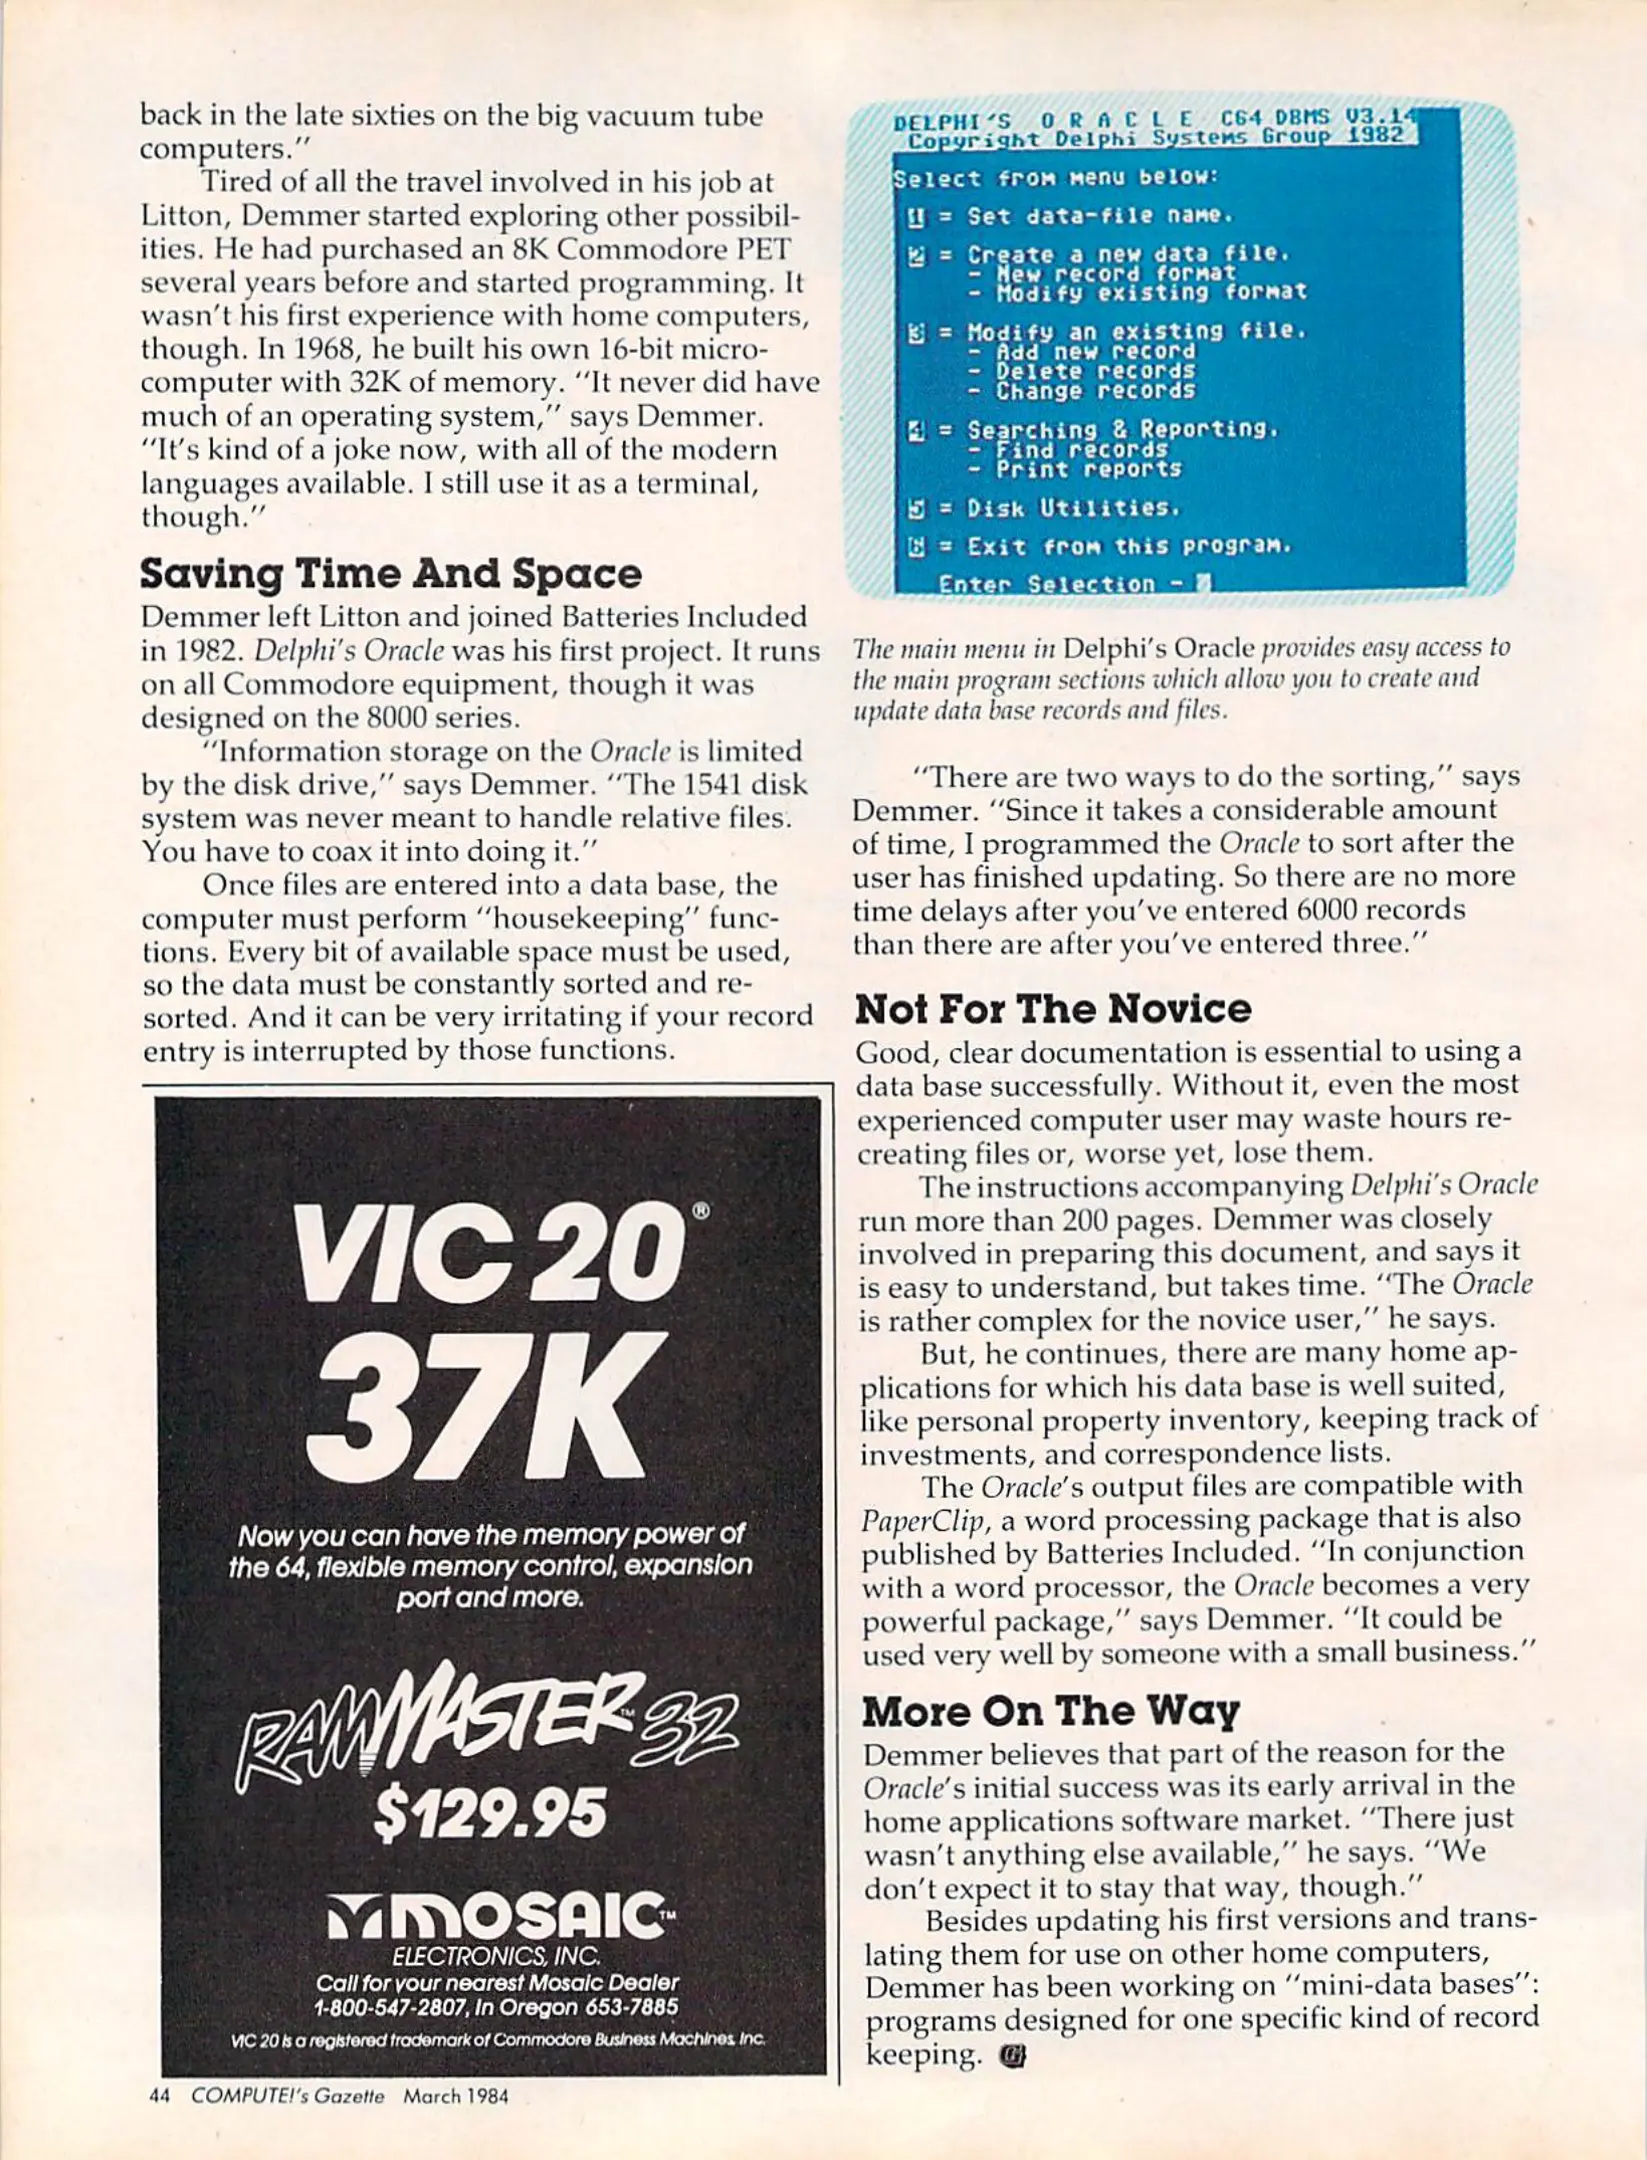 back in the late sixties on the big vacuum tube
computers."
Tired of all the travel involved in his job at
Litton, Demmer started exploring other possibil-
ities. He had purchased an 8K Commodore PET
several years before and started programming. It
wasn't his first experience with home computers,
though. In 1968, he built his own 16-bit micro-
computer with 32K of memory. "It never did have
much of an operating system," says Demmer.
"It's kind of a joke now, with all of the modern
languages available. I still use it as a terminal,
though."
Saving Time And Space
Demmer left Litton and joined Batteries Included
in 1982. Delphi's Oracle was his first project. It runs
on all Commodore equipment, though it was
designed on the 8000 series.
"Information storage on the Oracle is limited
by the disk drive," says Demmer. "The 1541 disk
system was never meant to handle relative files.
You have to coax it into doing it."
Once files are entered into a data base, the
computer must perform "housekeeping" func-
tions. Every bit of available space must be used,
so the data must be constantly sorted and re-
sorted. And it can be very irritating if your record
entry is interrupted by those functions.
VIC 20®
37K
Now you can have the memory power of
the 64, flexible memory control, expansion
port and more.
RAMMASTER™ 32
$129.95
MOSAIC™
ELECTRONICS, INC.
Call for your nearest Mosaic Dealer
1-800-547-2807, In Oregon 653-7885
VIC 20 is a registered trademark of Commodore Business Machines Inc.
DELPHI'S O R A C L E C64 DBMS V3.14
Copyright Delphi Systems Group 1982
Select from menu below:
1 = Set data-file name.
2 = Create a new data file.
- New record format
- Modify existing format
3 = Modify an existing file.
- Add new record
- Delete records
- Change records
4 = Searching & Reporting.
- Find records
- Print reports
5 = Disk Utilities.
6 = Exit from this program.
Enter Selection -
The main menu in Delphi's Oracle provides easy access to
the main program sections which allow you to create and
update data base records and files.
"There are two ways to do the sorting," says
Demmer. "Since it takes a considerable amount
of time, I programmed the Oracle to sort after the
user has finished updating. So there are no more
time delays after you've entered 6000 records
than there are after you've entered three."
Not For The Novice
Good, clear documentation is essential to using a
data base successfully. Without it, even the most
experienced computer user may waste hours re-
creating files or, worse yet, lose them.
The instructions accompanying Delphi's Oracle
run more than 200 pages. Demmer was closely
involved in preparing this document, and says it
is easy to understand, but takes time. "The Oracle
is rather complex for the novice user," he says.
But, he continues, there are many home ap-
plications for which his data base is well suited,
like personal property inventory, keeping track of
investments, and correspondence lists.
The Oracle's output files are compatible with
PaperClip, a word processing package that is also
published by Batteries Included. "In conjunction
with a word processor, the Oracle becomes a very
powerful package," says Demmer. "It could be
used very well by someone with a small business."
More On The Way
Demmer believes that part of the reason for the
Oracle's initial success was its early arrival in the
home applications software market. "There just
wasn't anything else available," he says. "We
don't expect it to stay that way, though."
Besides updating his first versions and trans-
lating them for use on other home computers,
Demmer has been working on "mini-data bases":
programs designed for one specific kind of record
keeping. G
44 COMPUTE!'s Gazette March 1984